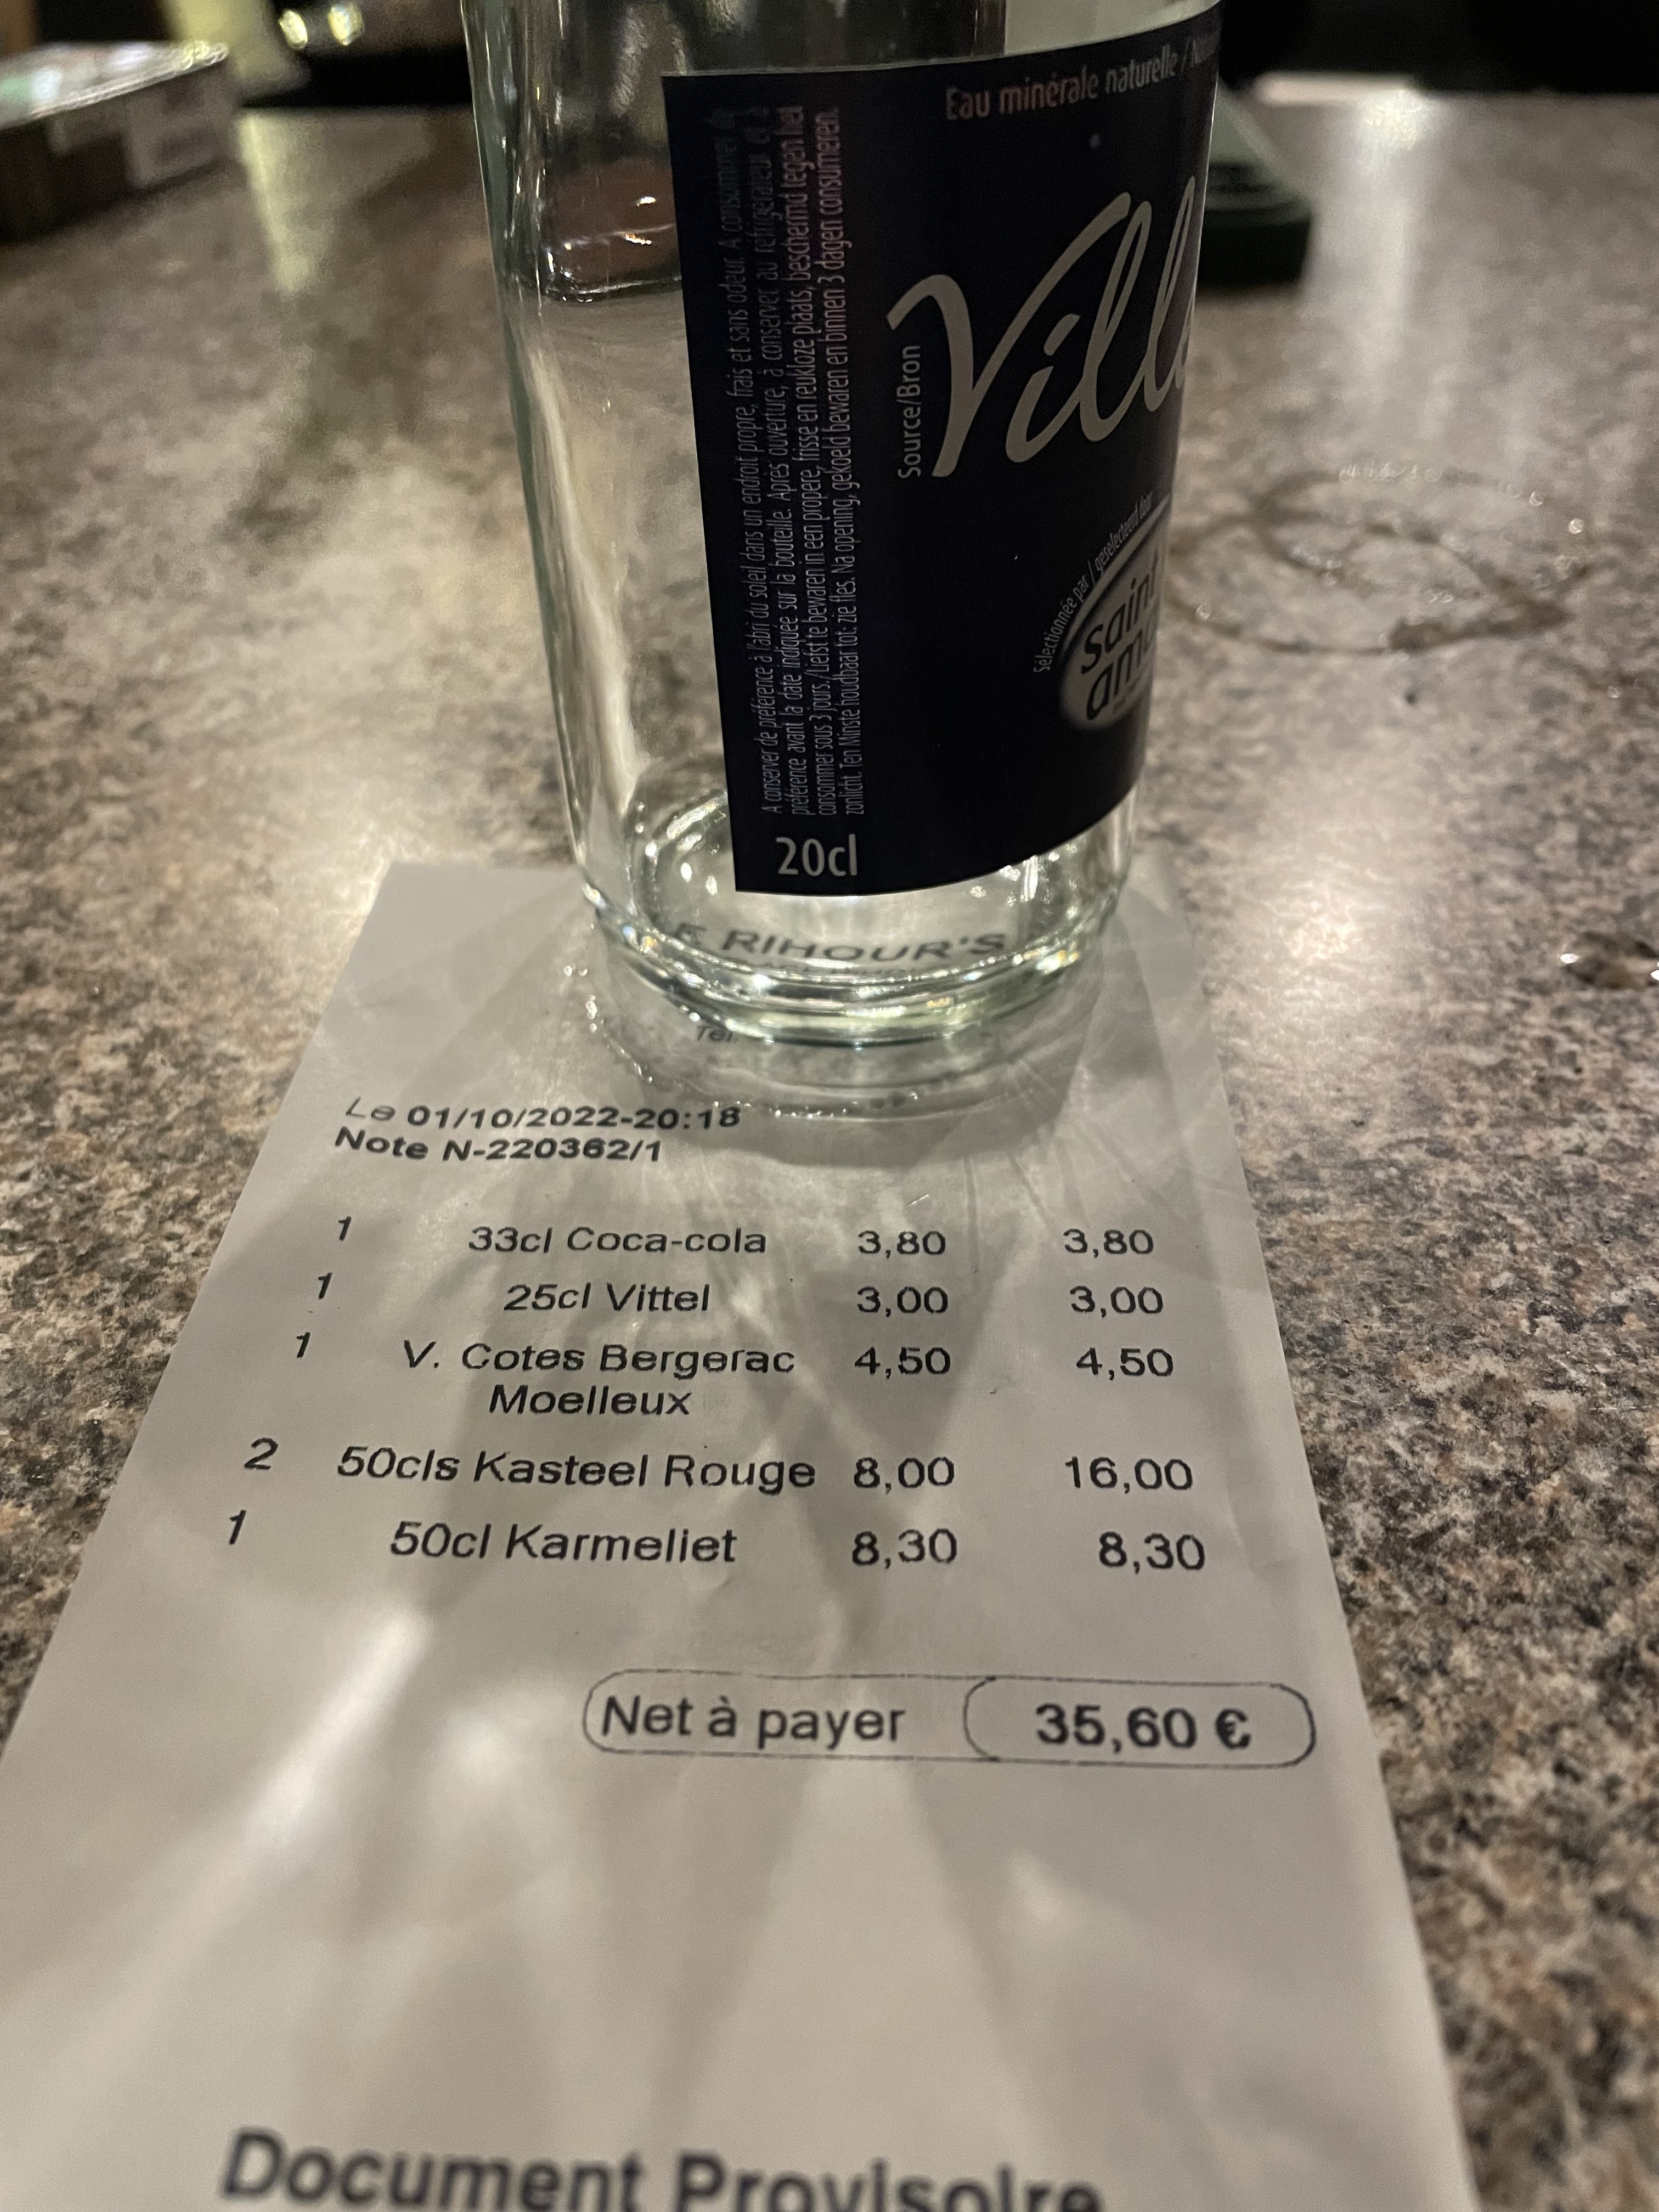 Eau minérale naturelle /
Source/Bron
Vill
Sélectionnée par / geselecteerd door
saint
A conserver de préférence à l'abri du soleil dans un endroit propre, frais et sans odeur. A consommer de
préférence avant la date indiquée sur la bouteille. Après ouverture, à conserver au réfrigérateur et à
consommer sous 3 jours./Liefst te bewaren in een propere, frisse en reukloze plaats, beschermd tegen het
zonlicht. Ten Minste houdbaar tot: zie fles. Na opening, gekoeld bewaren en binnen 3 dagen consumeren.
20cl
RIHOUR'S
Tel
Le 01/10/2022-20:18
Note N-220362/1
1 33cl Coca-cola 3,80 3,80
1 25cl Vittel 3,00 3,00
1 V. Cotes Bergerac 4,50 4,50
Moelleux
2 50cls Kasteel Rouge 8,00 16,00
1 50cl Karmeliet 8,30 8,30
Net à payer 35,60 €
Document Provisoire